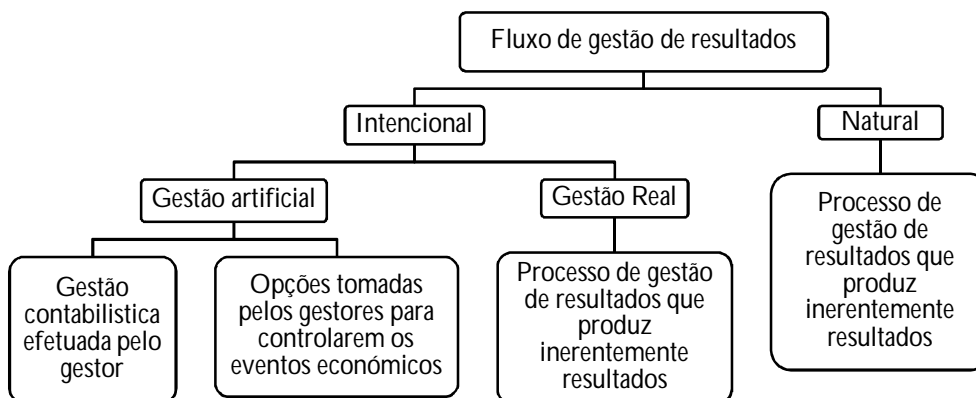 Fluxo de gestão de resultados
Intencional
Natural
Gestão artificial
Gestão Real
Gestão
contabilistica
efetuada pelo
gestor
Opções tomadas
pelos gestores para
controlarem os
eventos económicos
Processo de gestão
de resultados que
produz
inerentemente
resultados
Processo de
gestão de
resultados que
produz
inerentemente
resultados